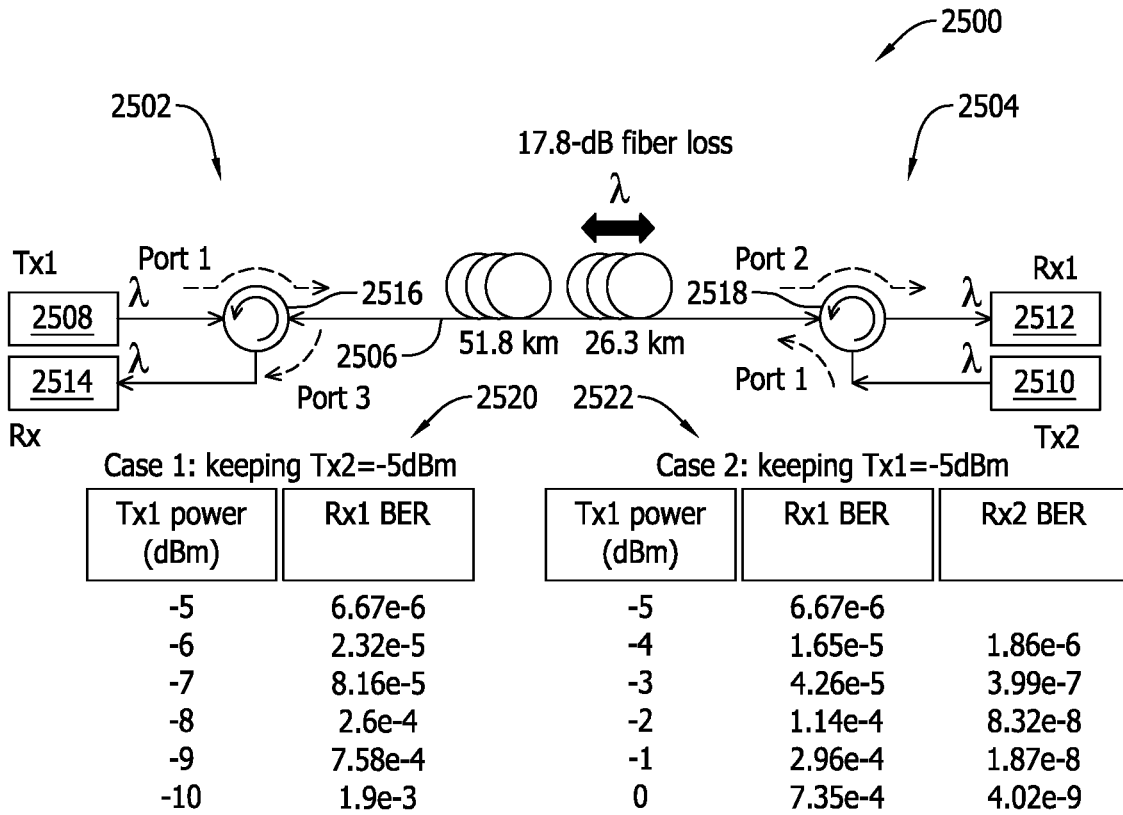 2500
2502
2504
17.8-dB fiber loss
λ
Tx1
Port 1
Port 2
Rx1
2508
λ
2516
2518
λ
2512
2506
51.8 km
26.3 km
2514
λ
Port 3
Port 1
λ
2510
Rx
2520
2522
Tx2
Case 1: keeping Tx2=-5dBm
Tx1 power (dBm) Rx1 BER
-5 6.67e-6
-6 2.32e-5
-7 8.16e-5
-8 2.6e-4
-9 7.58e-4
-10 1.9e-3
Case 2: keeping Tx1=-5dBm
Tx1 power (dBm) Rx1 BER Rx2 BER
-5 6.67e-6
-4 1.65e-5 1.86e-6
-3 4.26e-5 3.99e-7
-2 1.14e-4 8.32e-8
-1 2.96e-4 1.87e-8
0 7.35e-4 4.02e-9